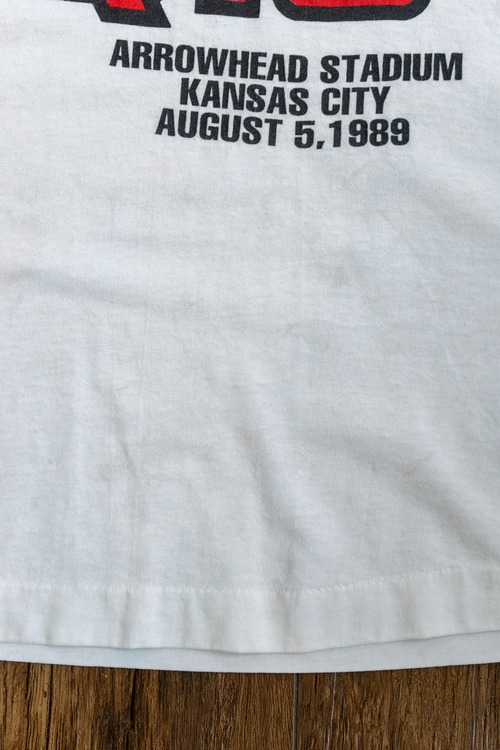 ARROWHEAD STADIUM
KANSAS CITY
AUGUST 5,1989